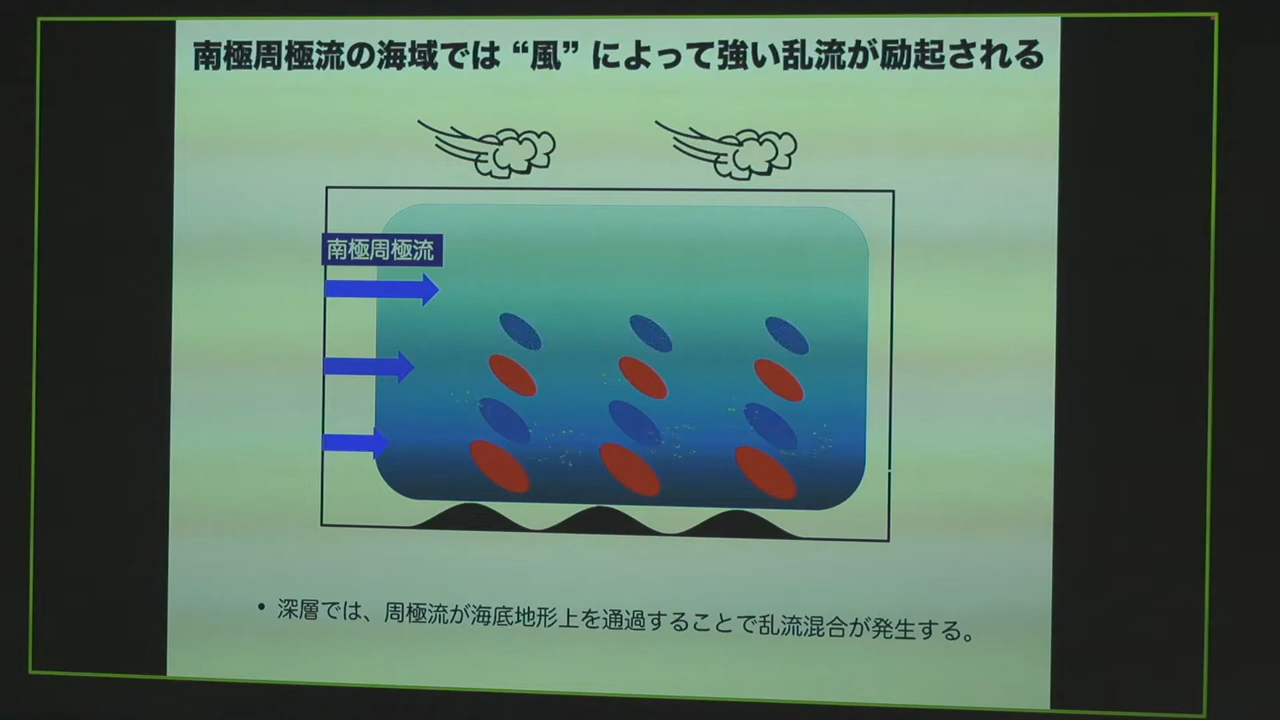 南極周極流の海域では “風” によって強い乱流が励起される
南極周極流
• 深層では、周極流が海底地形上を通過することで乱流混合が発生する。